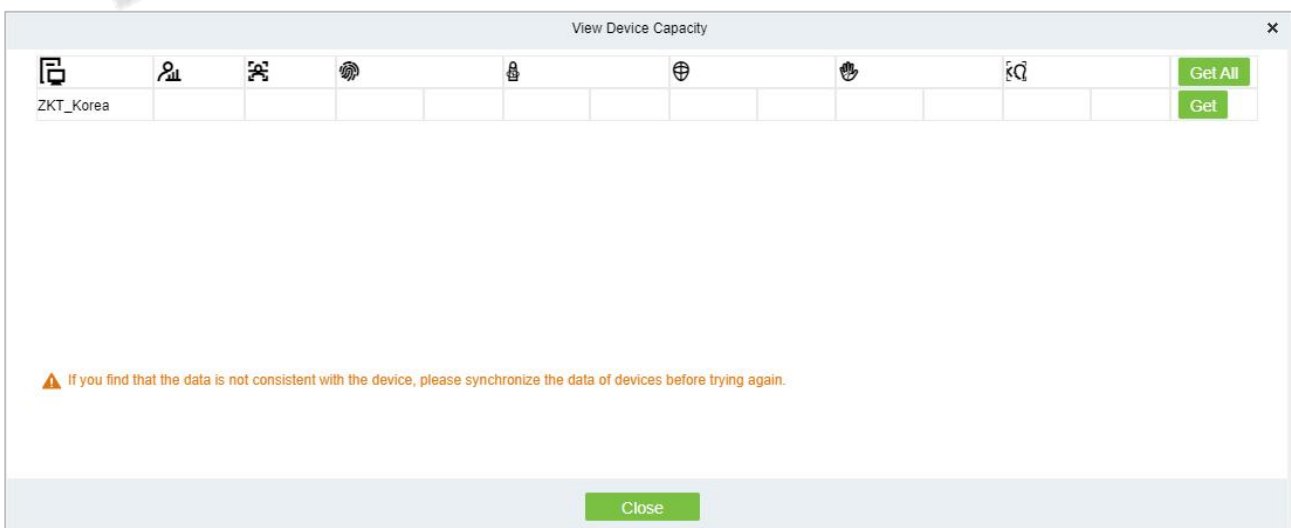 View Device Capacity
Get All
ZKT_Korea
Get
If you find that the data is not consistent with the device, please synchronize the data of devices before trying again.
Close